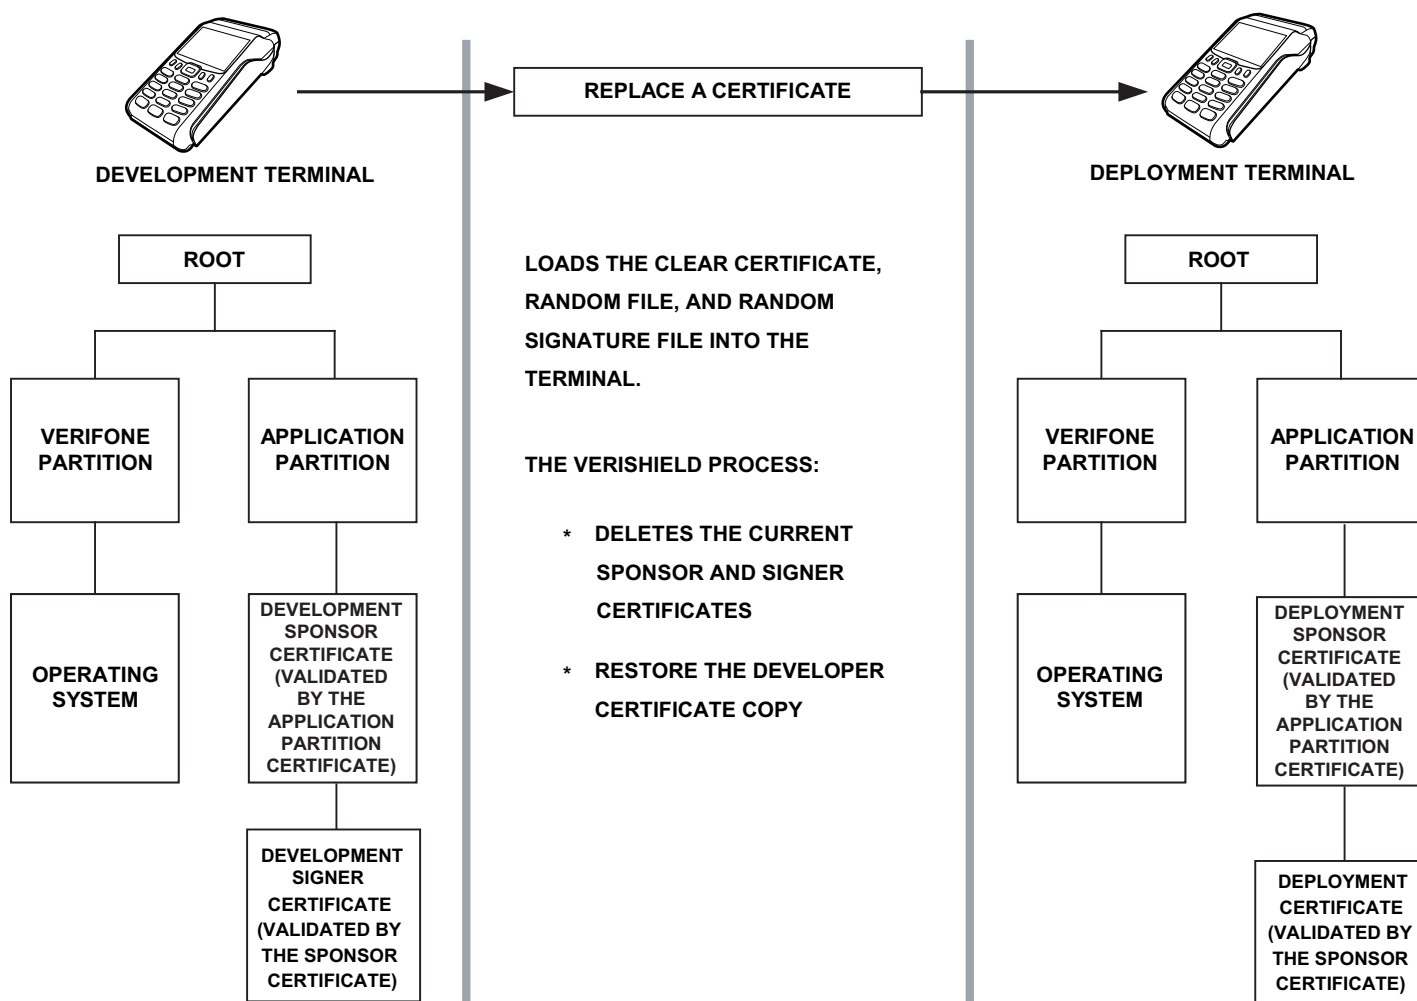 REPLACE A CERTIFICATE
DEVELOPMENT TERMINAL
DEPLOYMENT TERMINAL
ROOT
VERIFONE
PARTITION
APPLICATION
PARTITION
OPERATING
SYSTEM
DEVELOPMENT
SPONSOR
CERTIFICATE
(VALIDATED
BY THE
APPLICATION
PARTITION
CERTIFICATE)
DEVELOPMENT
SIGNER
CERTIFICATE
(VALIDATED BY
THE SPONSOR
CERTIFICATE)
LOADS THE CLEAR CERTIFICATE,
RANDOM FILE, AND RANDOM
SIGNATURE FILE INTO THE
TERMINAL.
THE VERISHIELD PROCESS:
* DELETES THE CURRENT
SPONSOR AND SIGNER
CERTIFICATES
* RESTORE THE DEVELOPER
CERTIFICATE COPY
ROOT
VERIFONE
PARTITION
APPLICATION
PARTITION
OPERATING
SYSTEM
DEPLOYMENT
SPONSOR
CERTIFICATE
(VALIDATED
BY THE
APPLICATION
PARTITION
CERTIFICATE)
DEPLOYMENT
CERTIFICATE
(VALIDATED BY
THE SPONSOR
CERTIFICATE)